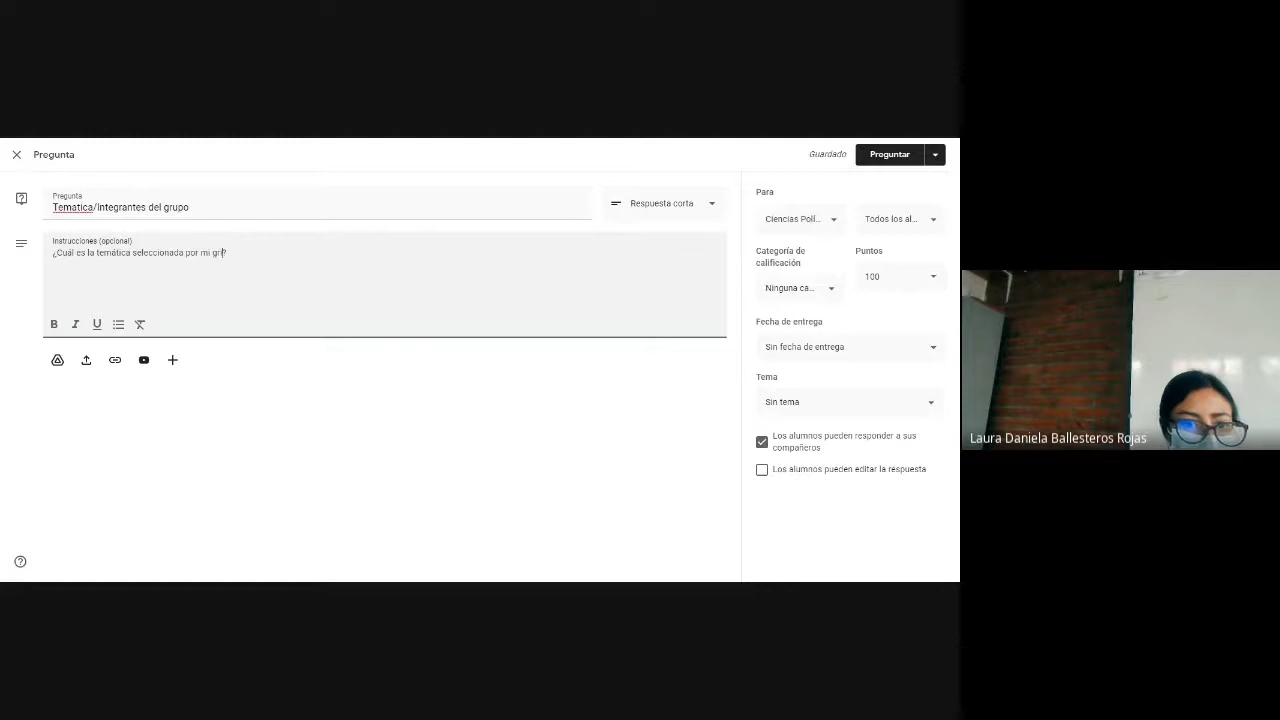 Pregunta
Guardado
Preguntar
Pregunta
Tematica/Integrantes del grupo
Respuesta corta
Instrucciones (opcional)
¿Cuál es la temática seleccionada por mi gri?
B I U
Para
Ciencias Polí...
Todos los al...
Categoría de calificación
Puntos
Ninguna ca...
100
Fecha de entrega
Sin fecha de entrega
Tema
Sin tema
Los alumnos pueden responder a sus
compañeros
Los alumnos pueden editar la respuesta
Laura Daniela Ballesteros Rojas